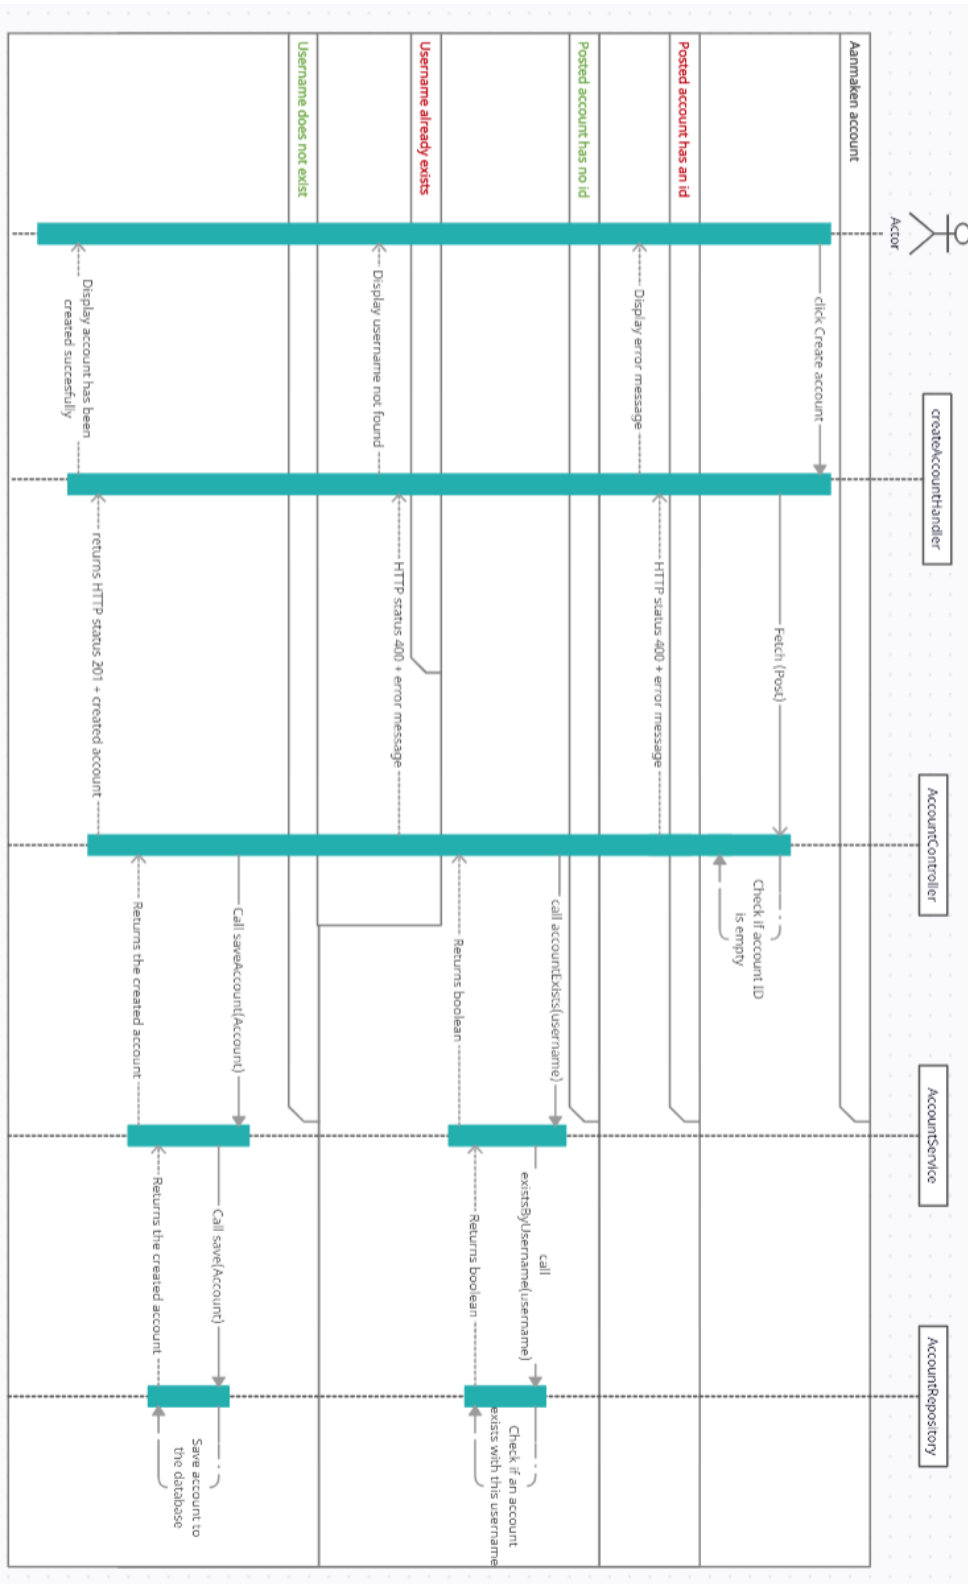 Actor
createAccountHandler
AccountController
AccountService
AccountRepository
Aanmaken account
click Create account
Fetch (Post)
Check if account ID
is empty
Posted account has an id
HTTP status 400 + error message
Display error message
Posted account has no id
call accountExists(username)
call
existsByUsername(username)
Check if an account
exists with this username
Returns boolean
Returns boolean
Username already exists
HTTP status 400 + error message
Display username not found
Username does not exist
Call saveAccount(Account)
Call save(Account)
Save account to
the database
Returns the created account
Returns the created account
returns HTTP status 201 + created account
Display account has been
created succesfully